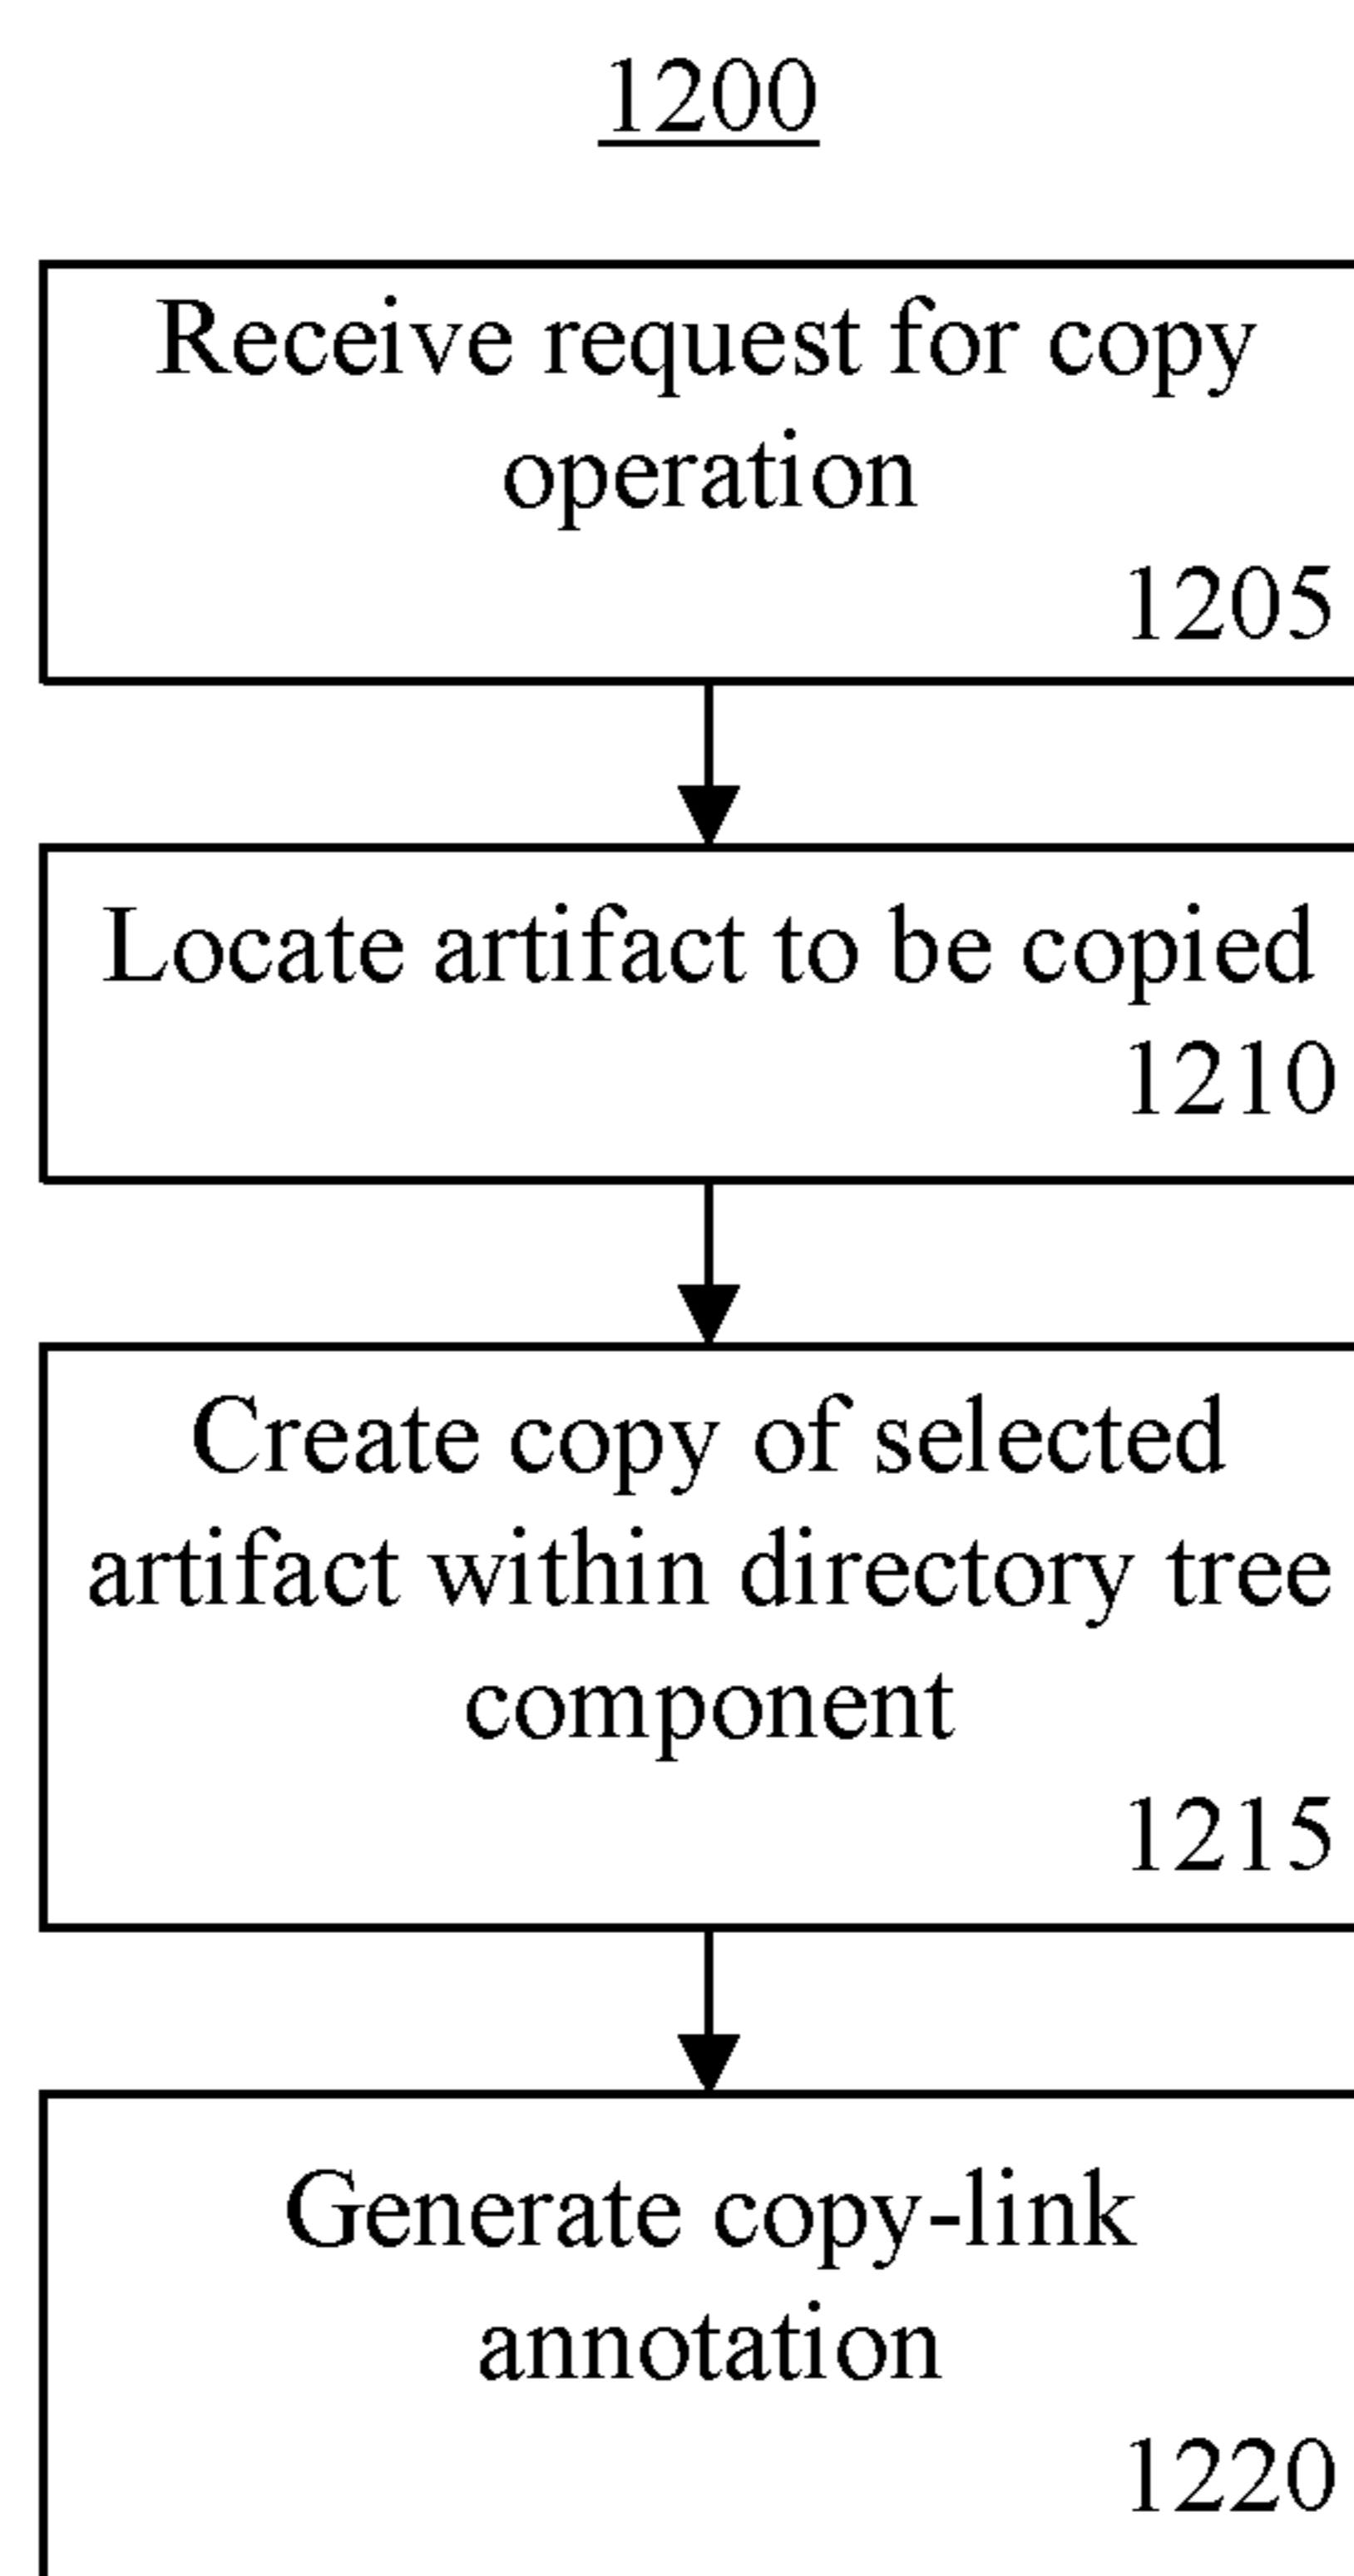 1200
Receive request for copy
operation
1205
Locate artifact to be copied
1210
Create copy of selected
artifact within directory tree
component
1215
Generate copy-link
annotation
1220